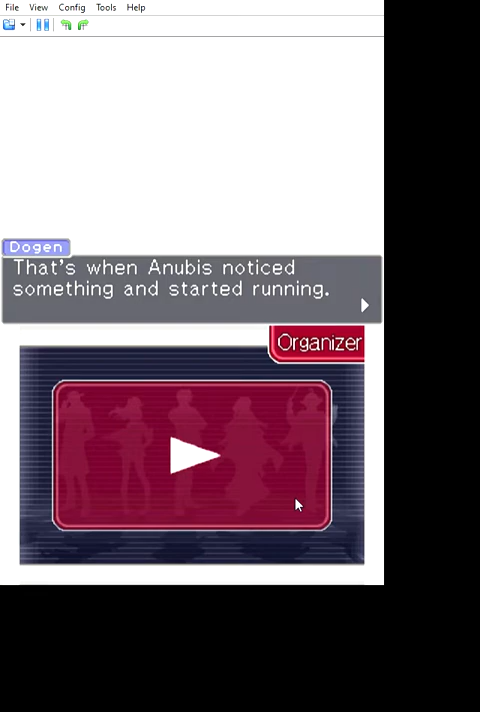 File View Config Tools Help
Dogen
That's when Anubis noticed
something and started running.
Organizer